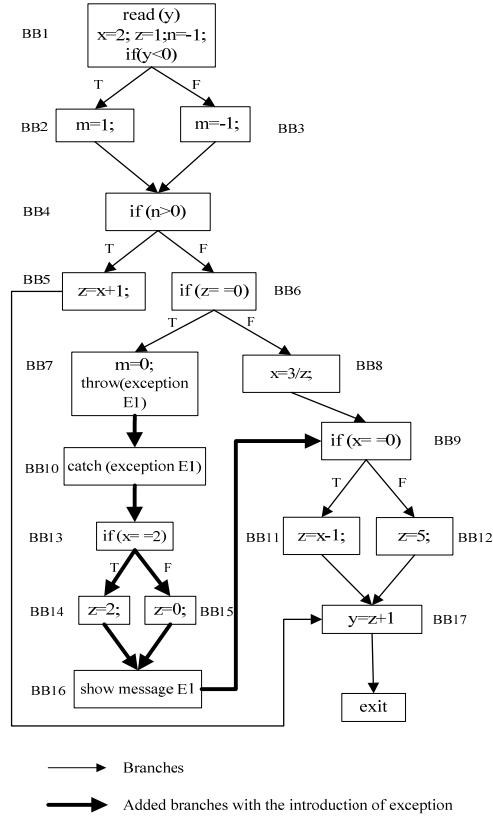 BB1
read (y)
x=2; z=1;n=-1;
if(y<0)
T F
BB2 m=1; m=-1; BB3
BB4 if (n>0)
T F
BB5 z=x+1; if (z= =0) BB6
T F
BB7 m=0;
throw(exception
E1)
x=3/z; BB8
if (x= =0) BB9
BB10 catch (exception E1)
T F
BB13 if (x= =2)
BB11 z=x-1; z=5; BB12
T F
BB14 z=2; z=0; BB15
y=z+1 BB17
BB16 show message E1
exit
Branches
Added branches with the introduction of exception